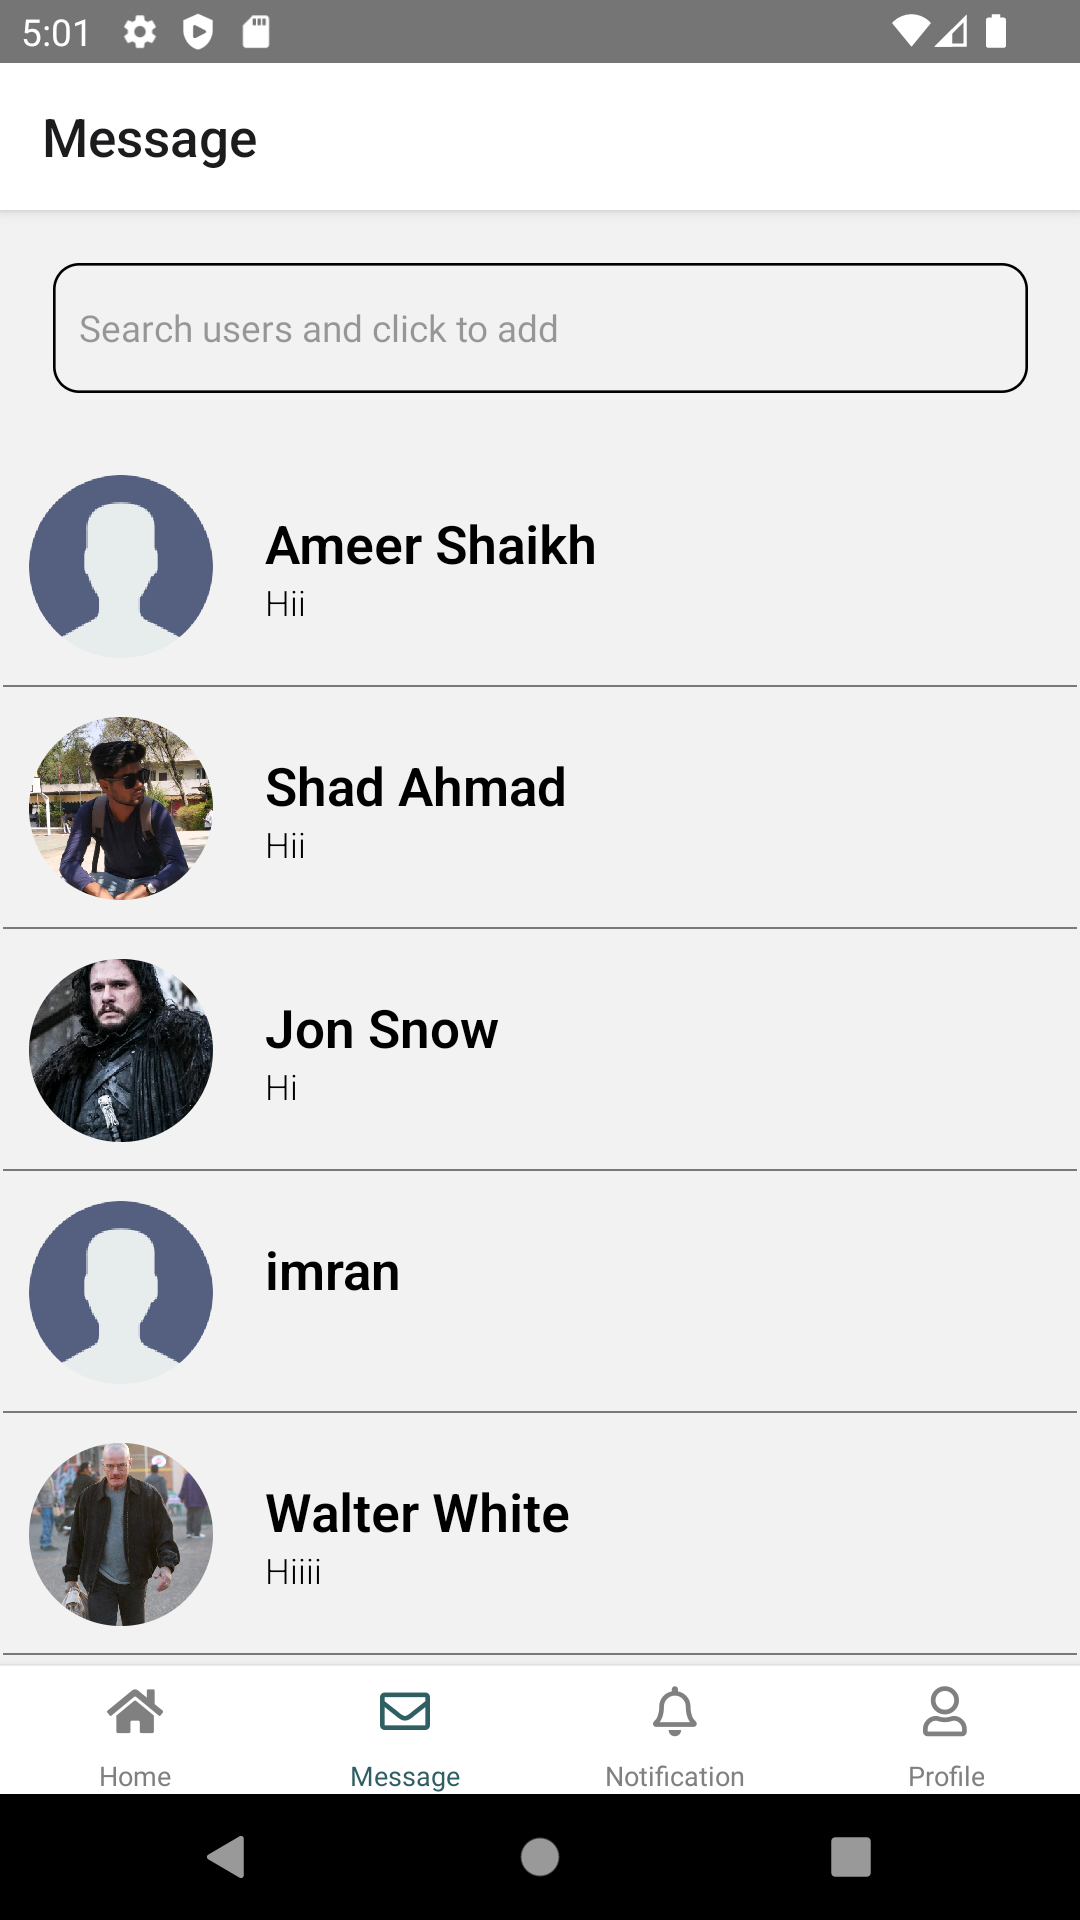 5:01
Message
Search users and click to add
Ameer Shaikh
Hii
Shad Ahmad
Hii
Jon Snow
Hi
imran
Walter White
Hiiii
Home
Message
Notification
Profile